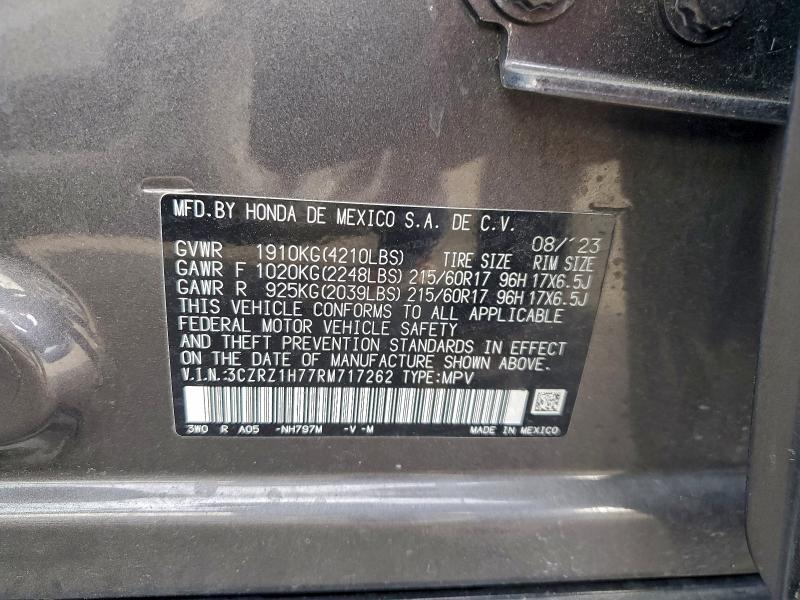 MFD.BY HONDA DE MEXICO S.A. DE C.V.
08/'23
GVWR 1910KG(4210LBS) TIRE SIZE RIM SIZE
GAWR F 1020KG(2248LBS) 215/60R17 96H 17X6.5J
GAWR R 925KG(2039LBS) 215/60R17 96H 17X6.5J
THIS VEHICLE CONFORMS TO ALL APPLICABLE
FEDERAL MOTOR VEHICLE SAFETY
AND THEFT PREVENTION STANDARDS IN EFFECT
ON THE DATE OF MANUFACTURE SHOWN ABOVE.
V.I.N.:3CZRZ1H77RM717262 TYPE:MPV
3W0 R A05 -NH797M -V -M MADE IN MEXICO